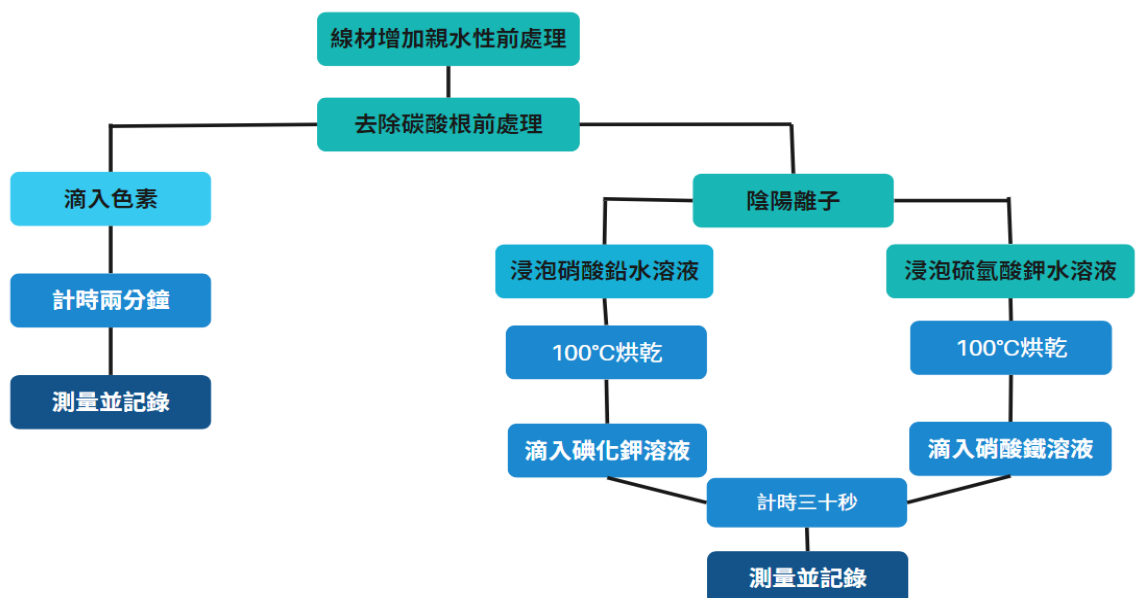 線材增加親水性前處理
去除碳酸根前處理
滴入色素
陰陽離子
浸泡硝酸鉛水溶液
浸泡硫氰酸鉀水溶液
計時兩分鐘
100°C烘乾
100°C烘乾
測量並記錄
滴入碘化鉀溶液
滴入硝酸鐵溶液
計時三十秒
測量並記錄